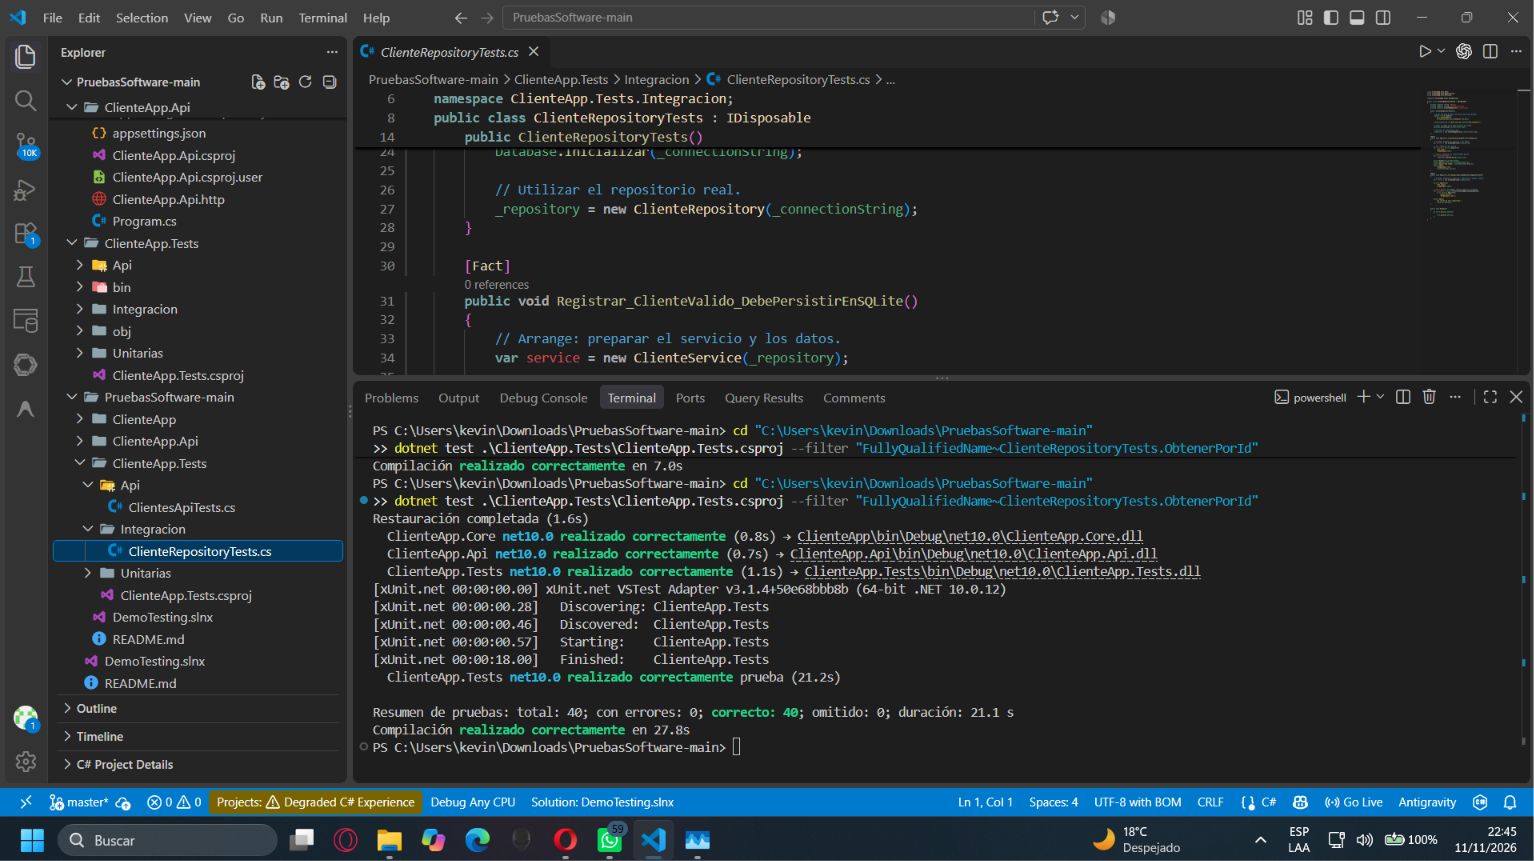 File Edit Selection View Go Run Terminal Help
PruebasSoftware-main
Explorer
PruebasSoftware-main
ClienteApp.Api
appsettings.json
ClienteApp.Api.csproj
ClienteApp.Api.csproj.user
ClienteApp.Api.http
Program.cs
ClienteApp.Tests
Api
bin
Integracion
obj
Unitarias
ClienteApp.Tests.csproj
PruebasSoftware-main
ClienteApp
ClienteApp.Api
ClienteApp.Tests
Api
ClientesApiTests.cs
Integracion
ClienteRepositoryTests.cs
Unitarias
ClienteApp.Tests.csproj
DemoTesting.slnx
README.md
DemoTesting.slnx
README.md
Outline
Timeline
C# Project Details
10K
1
1
ClienteRepositoryTests.cs
PruebasSoftware-main > ClienteApp.Tests > Integracion > ClienteRepositoryTests.cs > ...
6 namespace ClienteApp.Tests.Integracion;
8 public class ClienteRepositoryTests : IDisposable
14 public ClienteRepositoryTests()
24 Database.Inicializar(_connectionString);
25
26 // Utilizar el repositorio real.
27 _repository = new ClienteRepository(_connectionString);
28 }
29
30 [Fact]
0 references
31 public void Registrar_ClienteValido_DebePersistirEnSQLite()
32 {
33 // Arrange: preparar el servicio y los datos.
34 var service = new ClienteService(_repository);
Problems Output Debug Console Terminal Ports Query Results Comments
powershell
PS C:\Users\kevin\Downloads\PruebasSoftware-main> cd "C:\Users\kevin\Downloads\PruebasSoftware-main"
>> dotnet test .\ClienteApp.Tests\ClienteApp.Tests.csproj --filter "FullyQualifiedName~ClienteRepositoryTests.ObtenerPorId"
Compilación realizado correctamente en 7.0s
PS C:\Users\kevin\Downloads\PruebasSoftware-main> cd "C:\Users\kevin\Downloads\PruebasSoftware-main"
>> dotnet test .\ClienteApp.Tests\ClienteApp.Tests.csproj --filter "FullyQualifiedName~ClienteRepositoryTests.ObtenerPorId"
Restauración completada (1.6s)
ClienteApp.Core net10.0 realizado correctamente (0.8s) → ClienteApp\bin\Debug\net10.0\ClienteApp.Core.dll
ClienteApp.Api net10.0 realizado correctamente (0.7s) → ClienteApp.Api\bin\Debug\net10.0\ClienteApp.Api.dll
ClienteApp.Tests net10.0 realizado correctamente (1.1s) → ClienteApp.Tests\bin\Debug\net10.0\ClienteApp.Tests.dll
[xUnit.net 00:00:00.00] xUnit.net VSTest Adapter v3.1.4+50e68bbb8b (64-bit .NET 10.0.12)
[xUnit.net 00:00:00.28] Discovering: ClienteApp.Tests
[xUnit.net 00:00:00.46] Discovered: ClienteApp.Tests
[xUnit.net 00:00:00.57] Starting: ClienteApp.Tests
[xUnit.net 00:00:18.00] Finished: ClienteApp.Tests
ClienteApp.Tests net10.0 realizado correctamente prueba (21.2s)
Resumen de pruebas: total: 40; con errores: 0; correcto: 40; omitido: 0; duración: 21.1 s
Compilación realizado correctamente en 27.8s
PS C:\Users\kevin\Downloads\PruebasSoftware-main>
master* 0 0 Projects: Degraded C# Experience Debug Any CPU Solution: DemoTesting.slnx Ln 1, Col 1 Spaces: 4 UTF-8 with BOM CRLF {} C# Go Live Antigravity
Buscar
59
18°C
Despejado
ESP
LAA
100%
22:45
11/11/2026